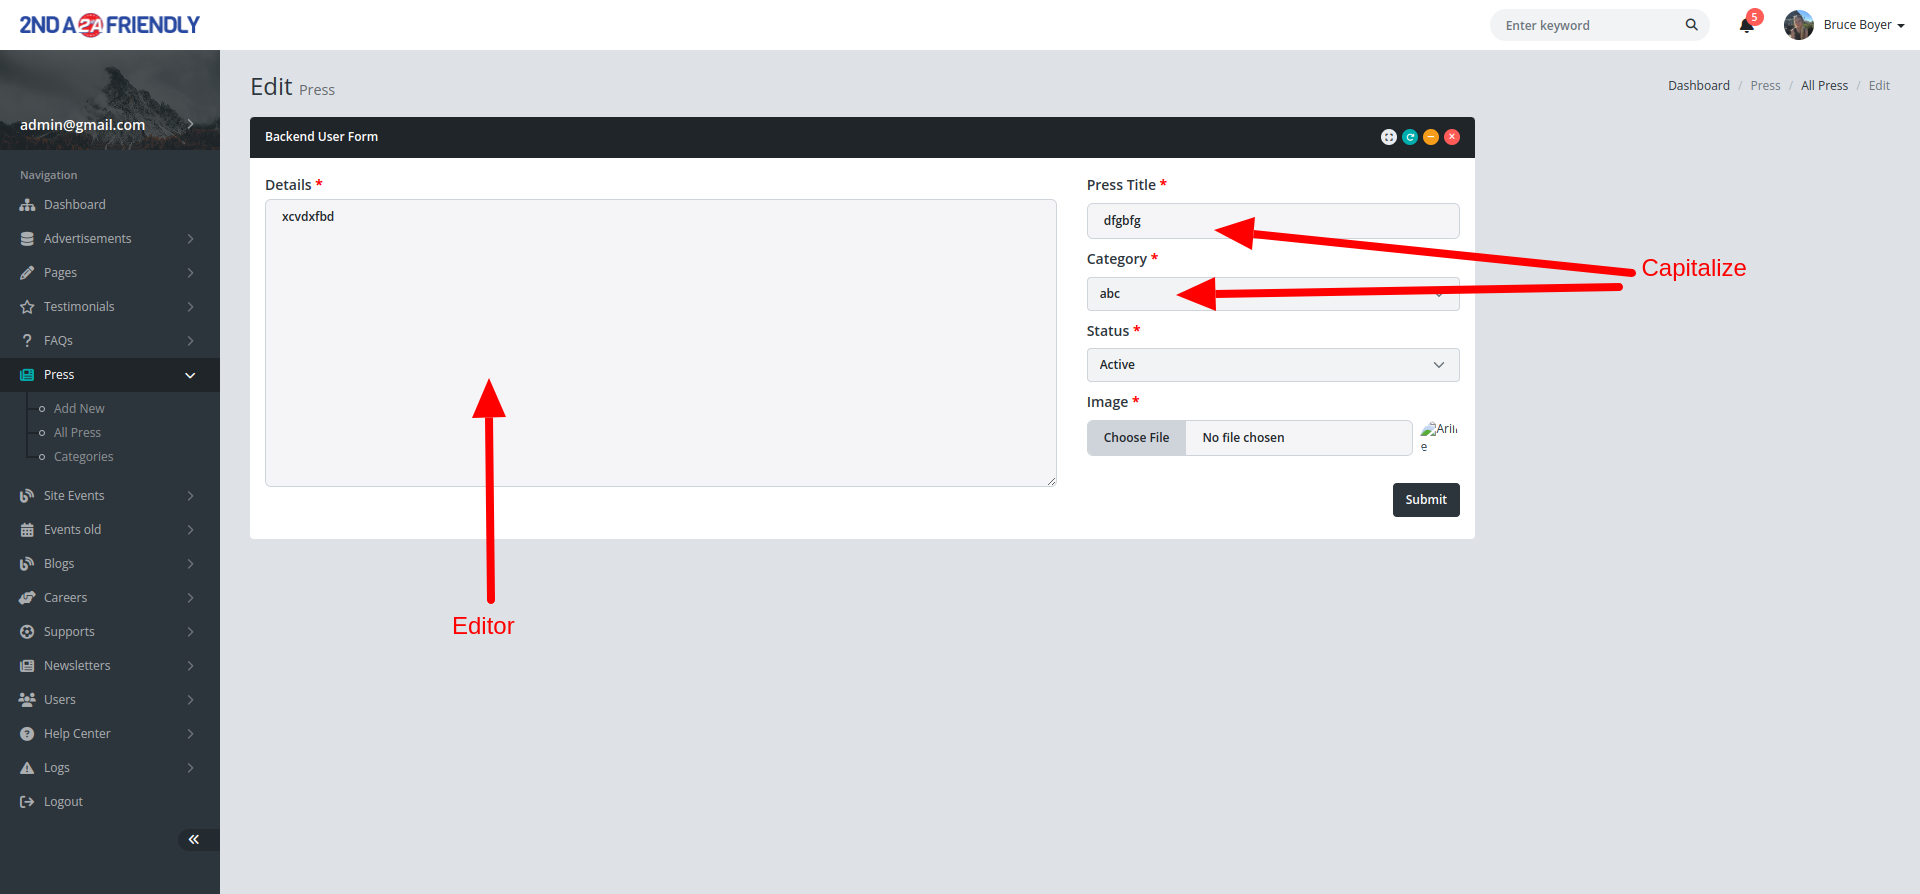 2ND A 2A FRIENDLY
Enter keyword
5
Bruce Boyer
admin@gmail.com
Navigation
Dashboard
Advertisements
Pages
Testimonials
FAQs
Press
Add New
All Press
Categories
Site Events
Events old
Blogs
Careers
Supports
Newsletters
Users
Help Center
Logs
Logout
Edit Press
Dashboard / Press / All Press / Edit
Backend User Form
Details *
xcvdxfbd
Press Title *
dfgbfg
Category *
abc
Status *
Active
Image *
Choose File No file chosen
Submit
Capitalize
Editor